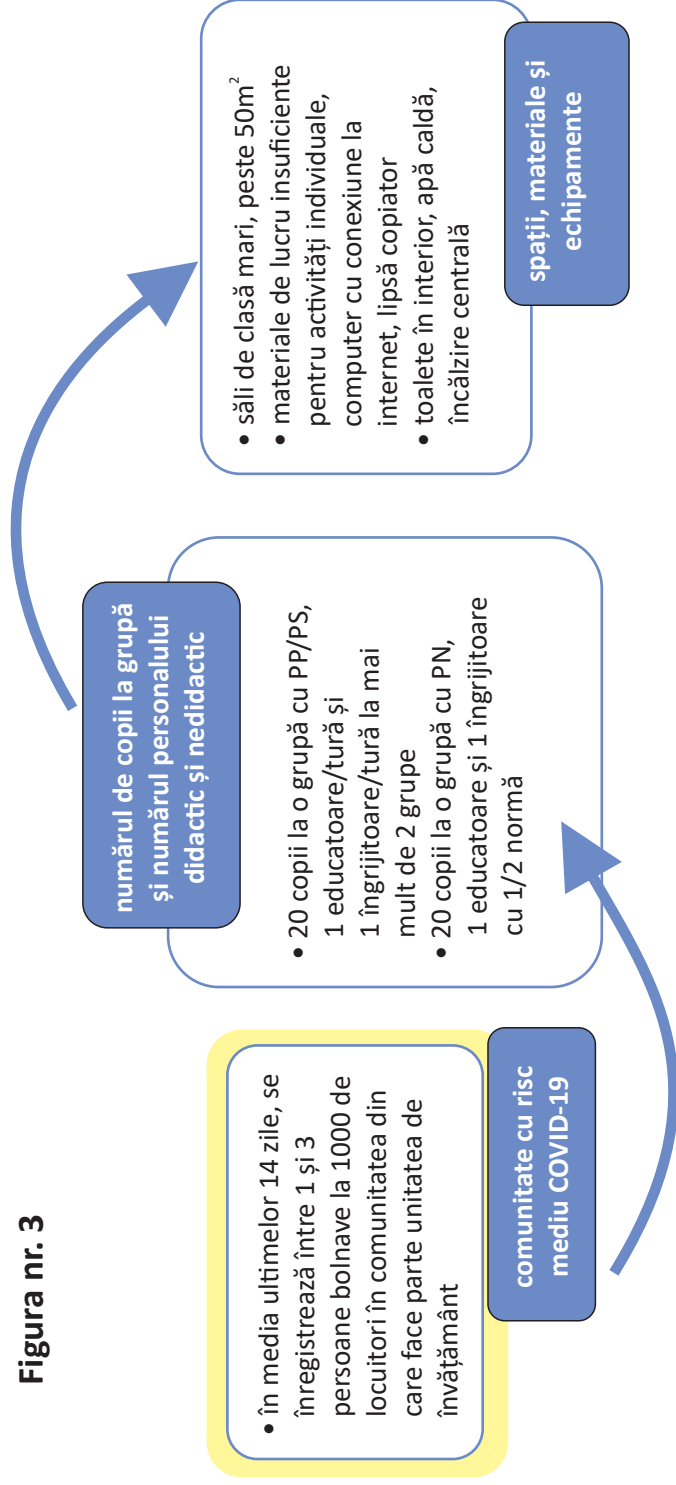 Figura nr. 3
• în media ultimelor 14 zile, se
înregistrează între 1 și 3
persoane bolnave la 1000 de
locuitori în comunitatea din
care face parte unitatea de
învățământ
comunitate cu risc
mediu COVID-19
numărul de copii la grupă
și numărul personalului
didactic și nedidactic
• 20 copii la o grupă cu PP/PS,
1 educatoare/tură și
1 îngrijitoare/tură la mai
mult de 2 grupe
• 20 copii la o grupă cu PN,
1 educatoare și 1 îngrijitoare
cu 1/2 normă
• săli de clasă mari, peste 50m²
• materiale de lucru insuficiente
pentru activități individuale,
computer cu conexiune la
internet, lipsă copiator
• toalete în interior, apă caldă,
încălzire centrală
spații, materiale și
echipamente